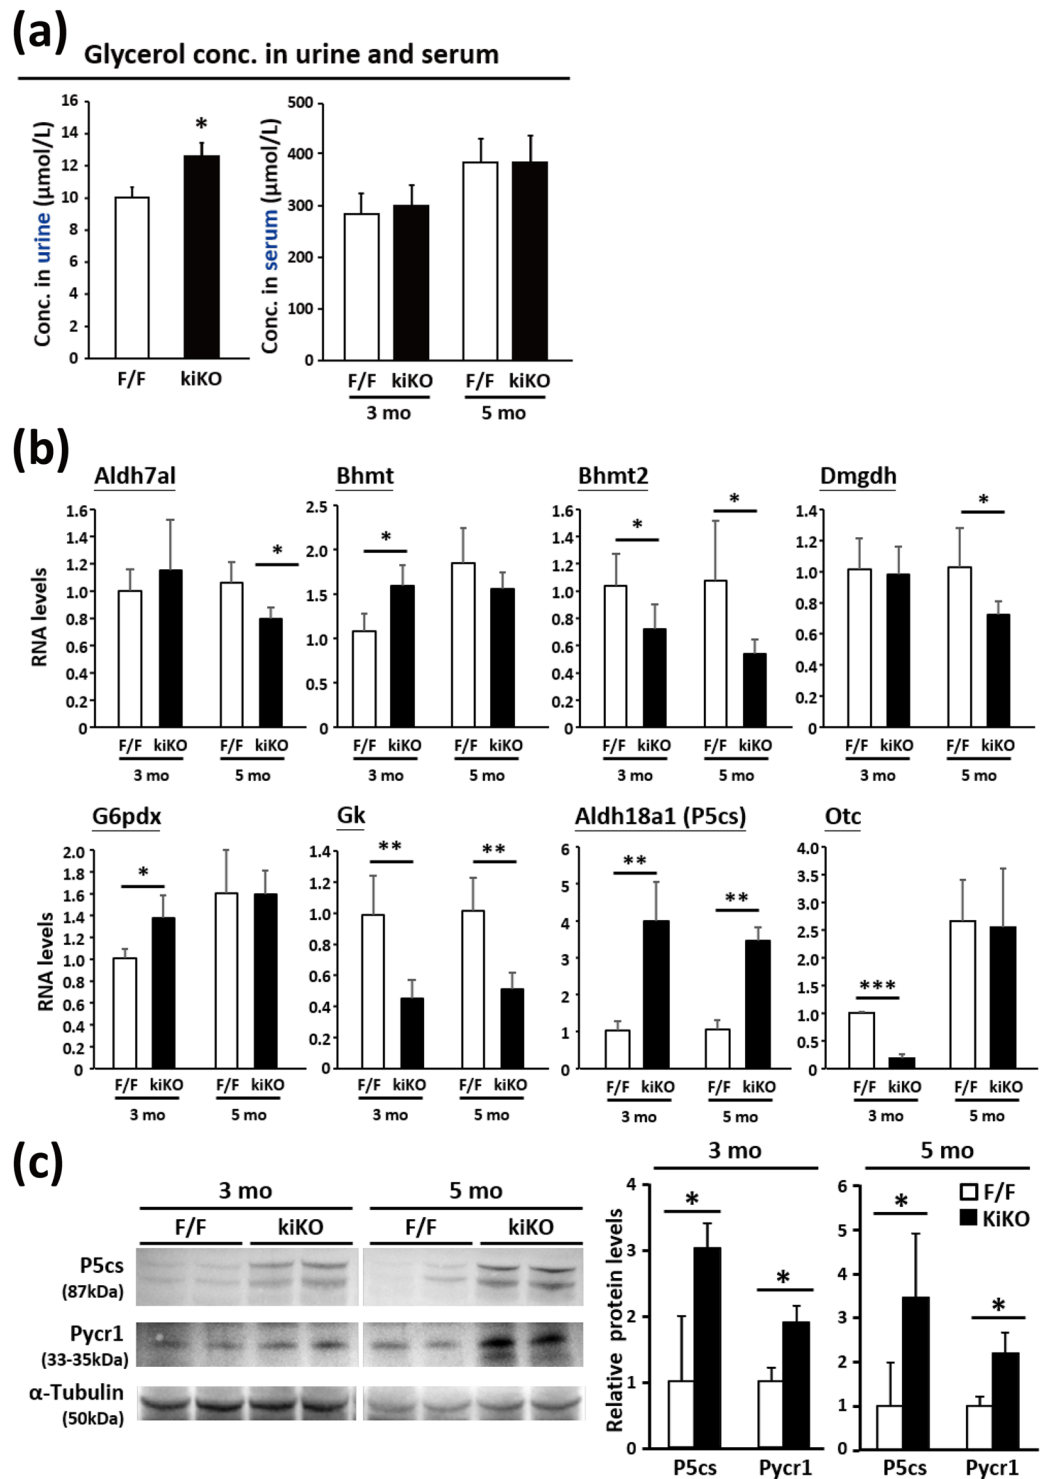 (a)
Glycerol conc. in urine and serum
Conc. in urine (µmol/L)
16
14
12
10
8
6
4
2
0
*
F/F kiKO
Conc. in serum (µmol/L)
500
400
300
200
100
0
F/F kiKO F/F kiKO
3 mo 5 mo
(b)
Aldh7al
RNA levels
1.6
1.4
1.2
1.0
0.8
0.6
0.4
0.2
0
*
F/F kiKO F/F kiKO
3 mo 5 mo
Bhmt
2.5
2.0
1.5
1.0
0.5
0
*
F/F kiKO F/F kiKO
3 mo 5 mo
Bhmt2
1.6
1.4
1.2
1.0
0.8
0.6
0.4
0.2
0
* *
F/F kiKO F/F kiKO
3 mo 5 mo
Dmgdh
1.4
1.2
1.0
0.8
0.6
0.4
0.2
0
*
F/F kiKO F/F kiKO
3 mo 5 mo
G6pdx
RNA levels
2.0
1.8
1.6
1.4
1.2
1.0
0.8
0.6
0.4
0.2
0
*
F/F kiKO F/F kiKO
3 mo 5 mo
Gk
1.4
1.2
1.0
0.8
0.6
0.4
0.2
0
** **
F/F kiKO F/F kiKO
3 mo 5 mo
Aldh18a1 (P5cs)
6
5
4
3
2
1
0
** **
F/F kiKO F/F kiKO
3 mo 5 mo
Otc
4.0
3.5
3.0
2.5
2.0
1.5
1.0
0.5
0
***
F/F kiKO F/F kiKO
3 mo 5 mo
(c)
3 mo 5 mo
F/F kiKO F/F kiKO
P5cs
(87kDa)
Pycr1
(33-35kDa)
α-Tubulin
(50kDa)
3 mo
Relative protein levels
4
3
2
1
0
* *
P5cs Pycr1
5 mo
6
5
4
3
2
1
0
* *
F/F
KiKO
P5cs Pycr1